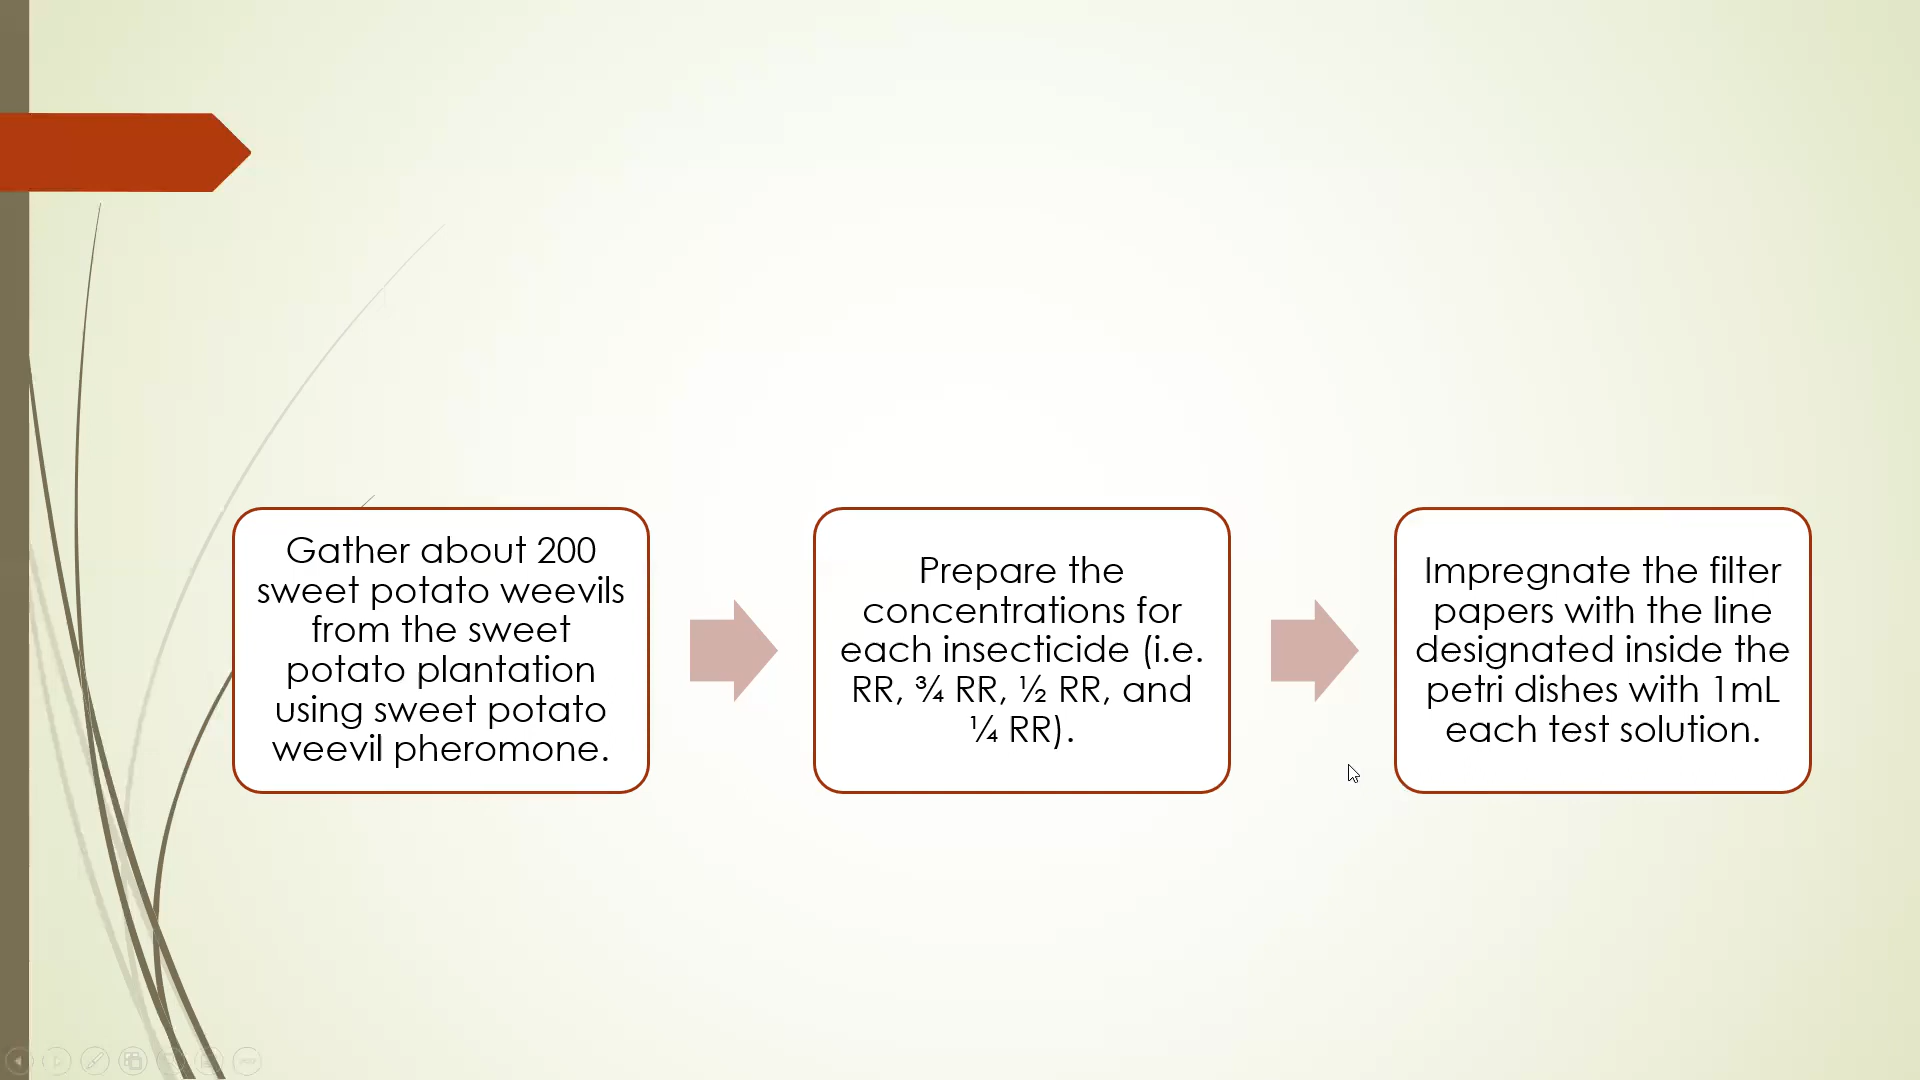 Gather about 200
sweet potato weevils
from the sweet
potato plantation
using sweet potato
weevil pheromone.
Prepare the
concentrations for
each insecticide (i.e.
RR, ¾ RR, ½ RR, and
¼ RR).
Impregnate the filter
papers with the line
designated inside the
petri dishes with 1mL
each test solution.